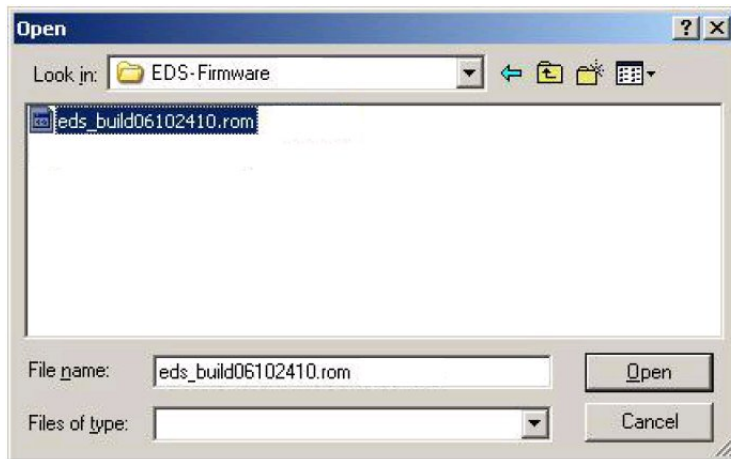 Open
Look in: EDS-Firmware
eds_build06102410.rom
File name: eds_build06102410.rom Open
Files of type: Cancel